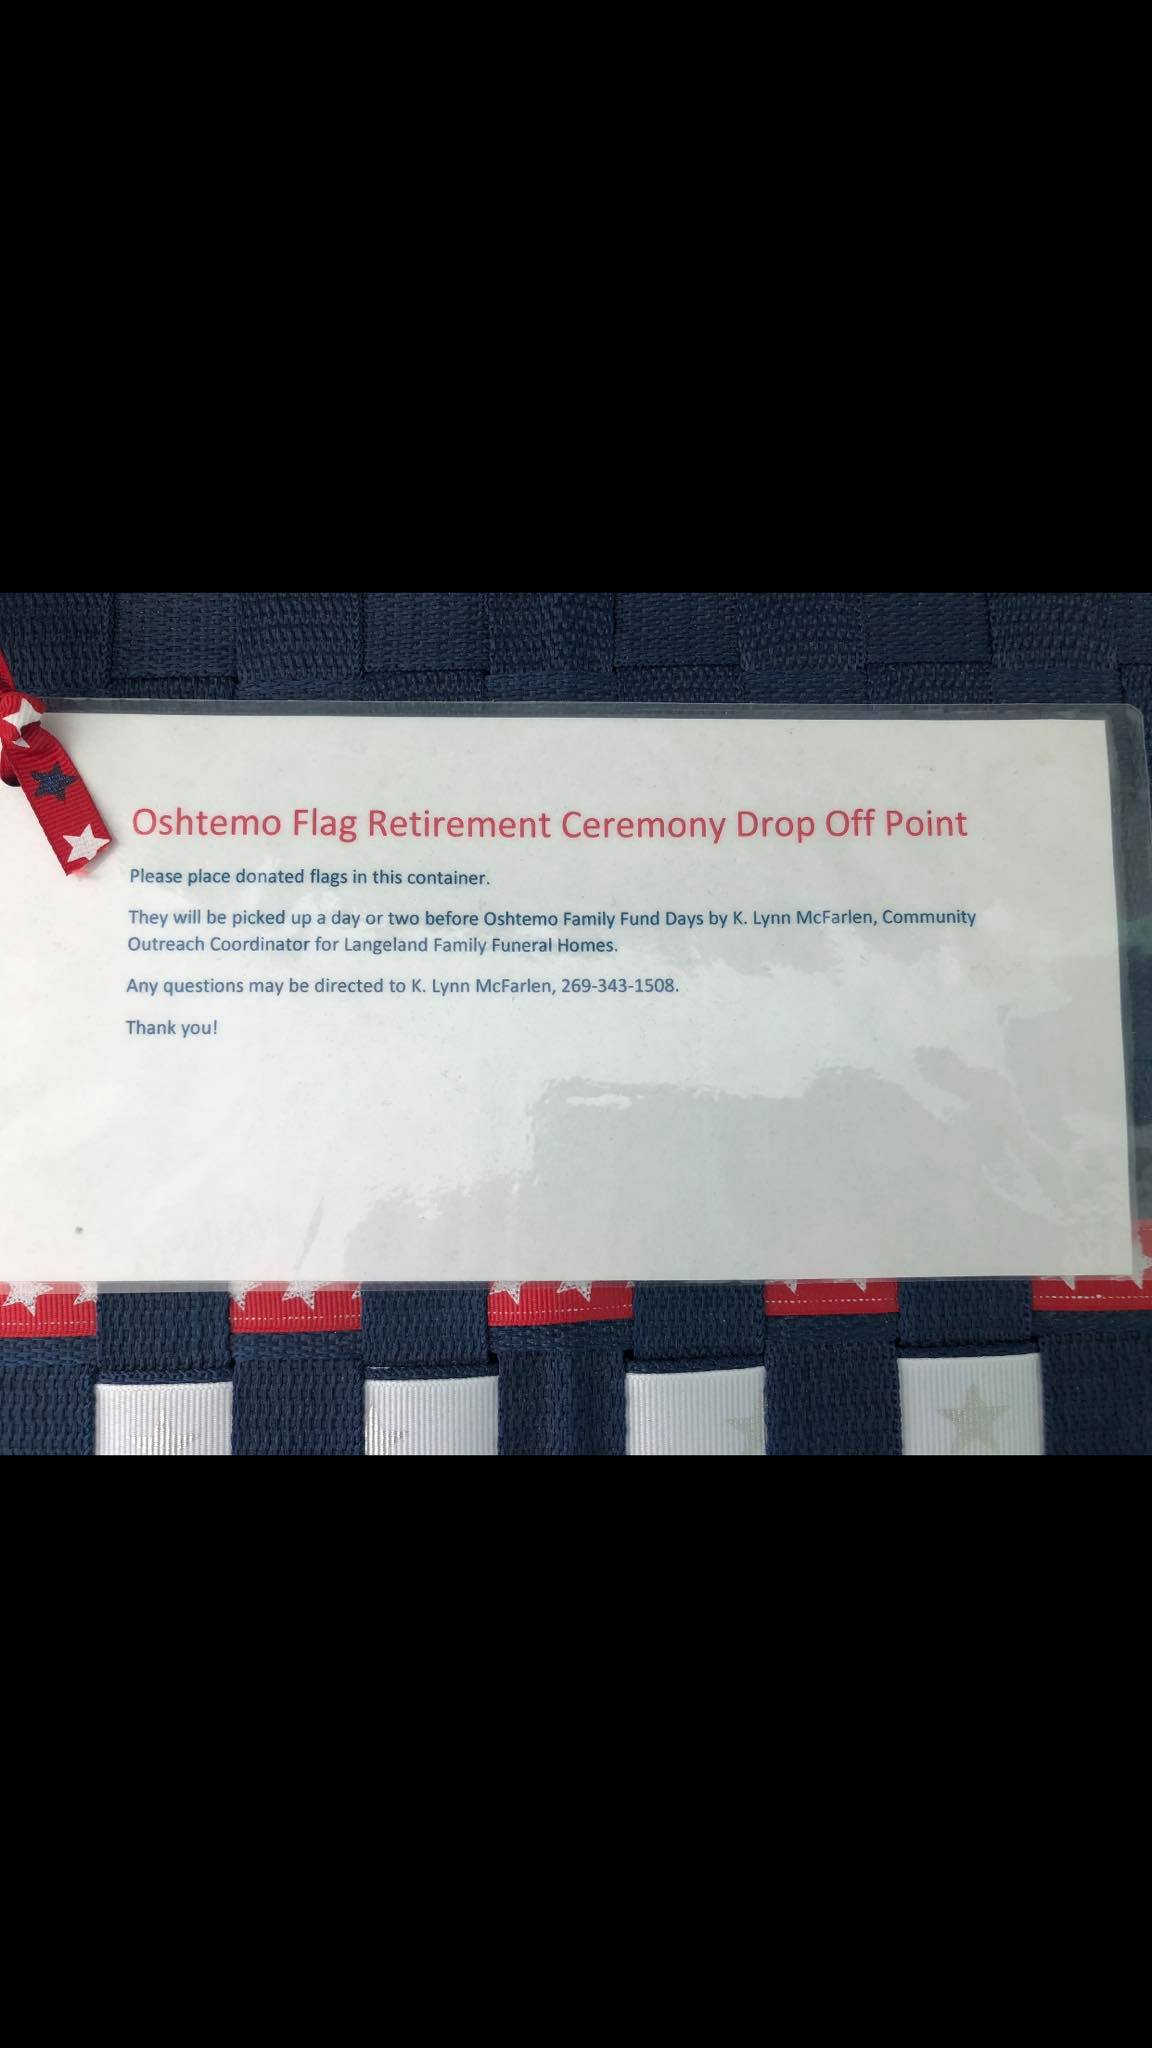 Oshtemo Flag Retirement Ceremony Drop Off Point
Please place donated flags in this container.
They will be picked up a day or two before Oshtemo Family Fund Days by K. Lynn McFarlen, Community
Outreach Coordinator for Langeland Family Funeral Homes.
Any questions may be directed to K. Lynn McFarlen, 269-343-1508.
Thank you!